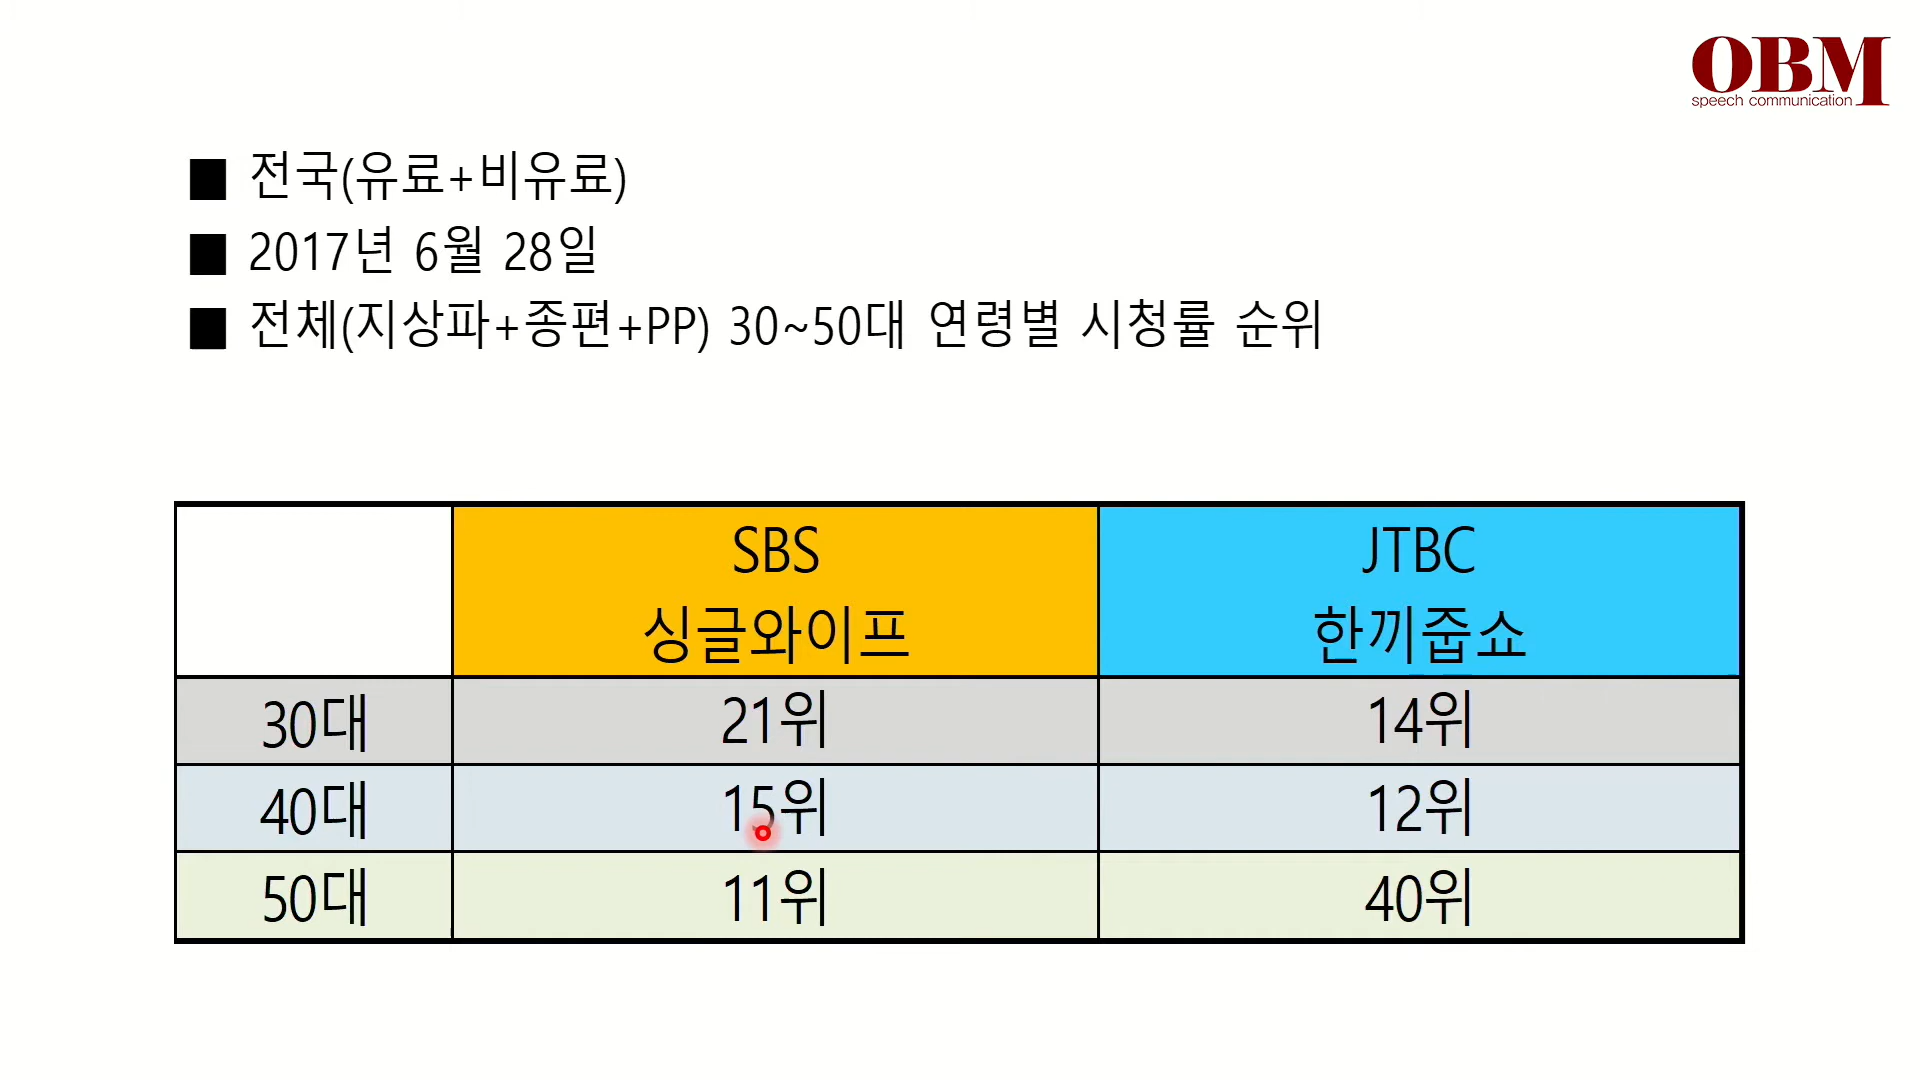 OBM
speech communication
■ 전국(유료+비유료)
■ 2017년 6월 28일
■ 전체(지상파+종편+PP) 30~50대 연령별 시청률 순위
SBS
싱글와이프
JTBC
한끼줍쇼
30대 21위 14위
40대 15위 12위
50대 11위 40위